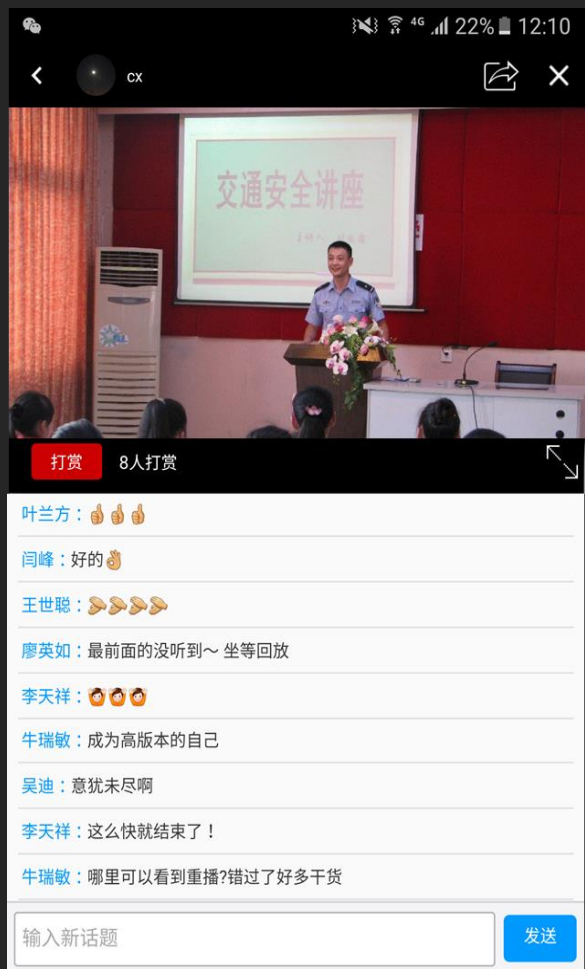 4G 22% 12:10
cx
交通安全讲座
打赏 8人打赏
叶兰方：👍👍👍
闫峰：好的👌
王世聪：👏👏👏👏
廖英如：最前面的没听到～ 坐等回放
李天祥：🙆🙆🙆
牛瑞敏：成为高版本的自己
吴迪：意犹未尽啊
李天祥：这么快就结束了！
牛瑞敏：哪里可以看到重播?错过了好多干货
输入新话题 发送